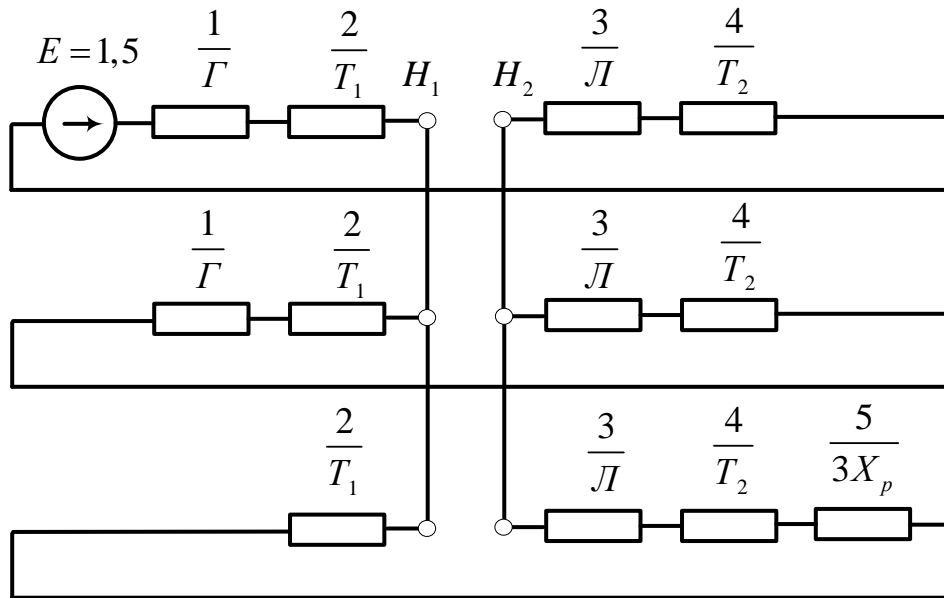 E = 1,5 1/Г 2/T₁ H₁ H₂ 3/Л 4/T₂
1/Г 2/T₁ 3/Л 4/T₂
2/T₁ 3/Л 4/T₂ 5/3Xₚ